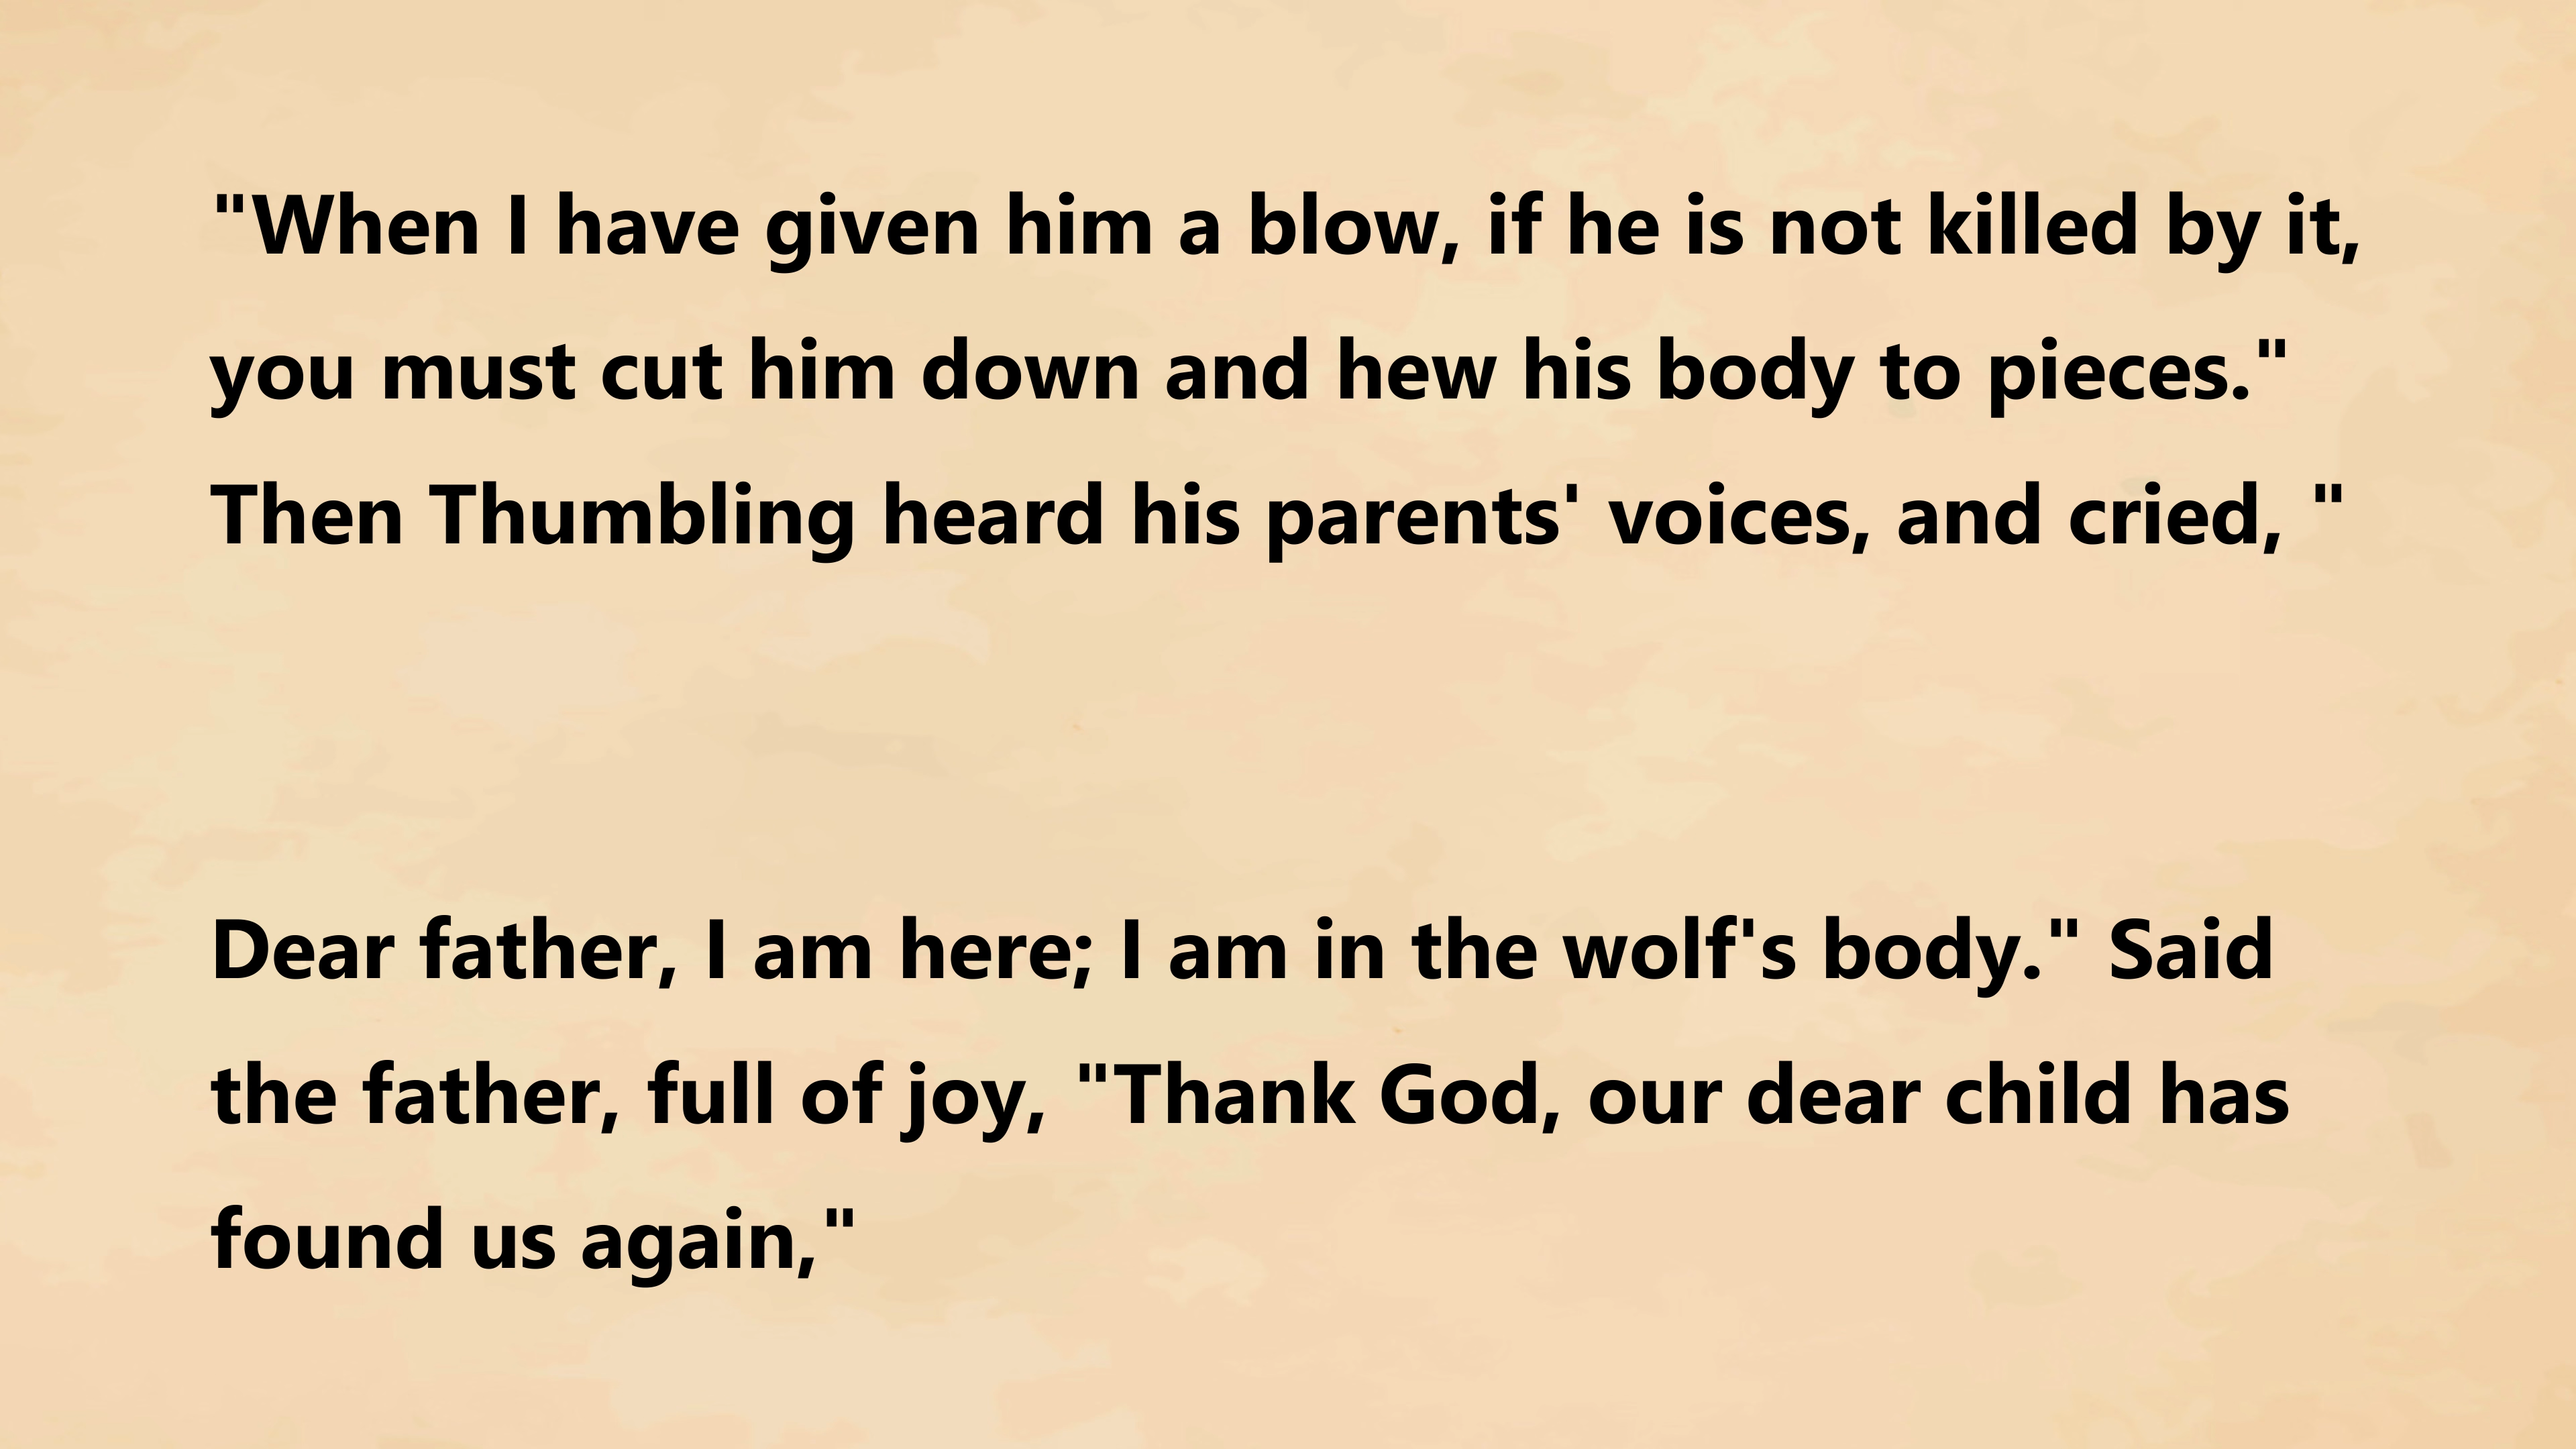 "When I have given him a blow, if he is not killed by it,
you must cut him down and hew his body to pieces."
Then Thumbling heard his parents' voices, and cried, "
Dear father, I am here; I am in the wolf's body." Said
the father, full of joy, "Thank God, our dear child has
found us again,"